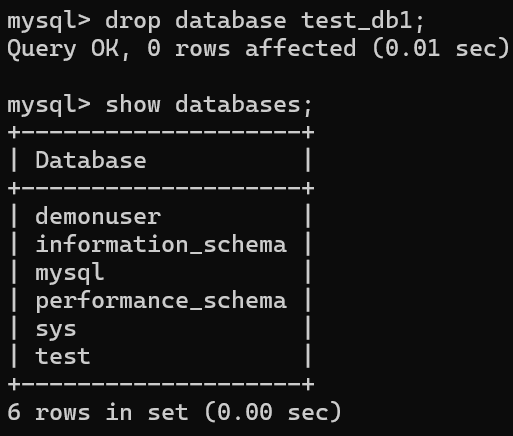 mysql> drop database test_db1;
Query OK, 0 rows affected (0.01 sec)
mysql> show databases;
+--------------------+
| Database           |
+--------------------+
| demonuser          |
| information_schema |
| mysql              |
| performance_schema |
| sys                |
| test               |
+--------------------+
6 rows in set (0.00 sec)